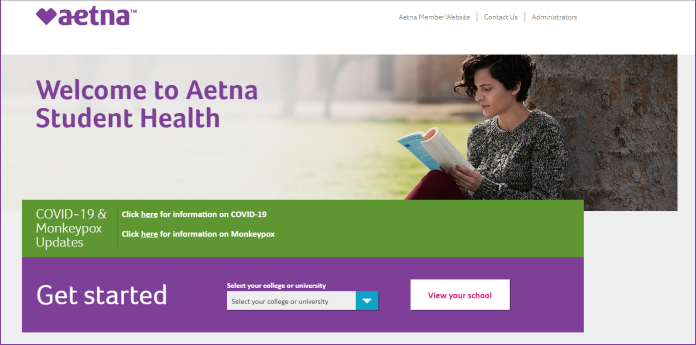 aetna™
Aetna Member Website | Contact Us | Administrators
Welcome to Aetna
Student Health
COVID-19 &
Monkeypox
Updates
Click here for information on COVID-19
Click here for information on Monkeypox
Get started
Select your college or university
Select your college or university
View your school